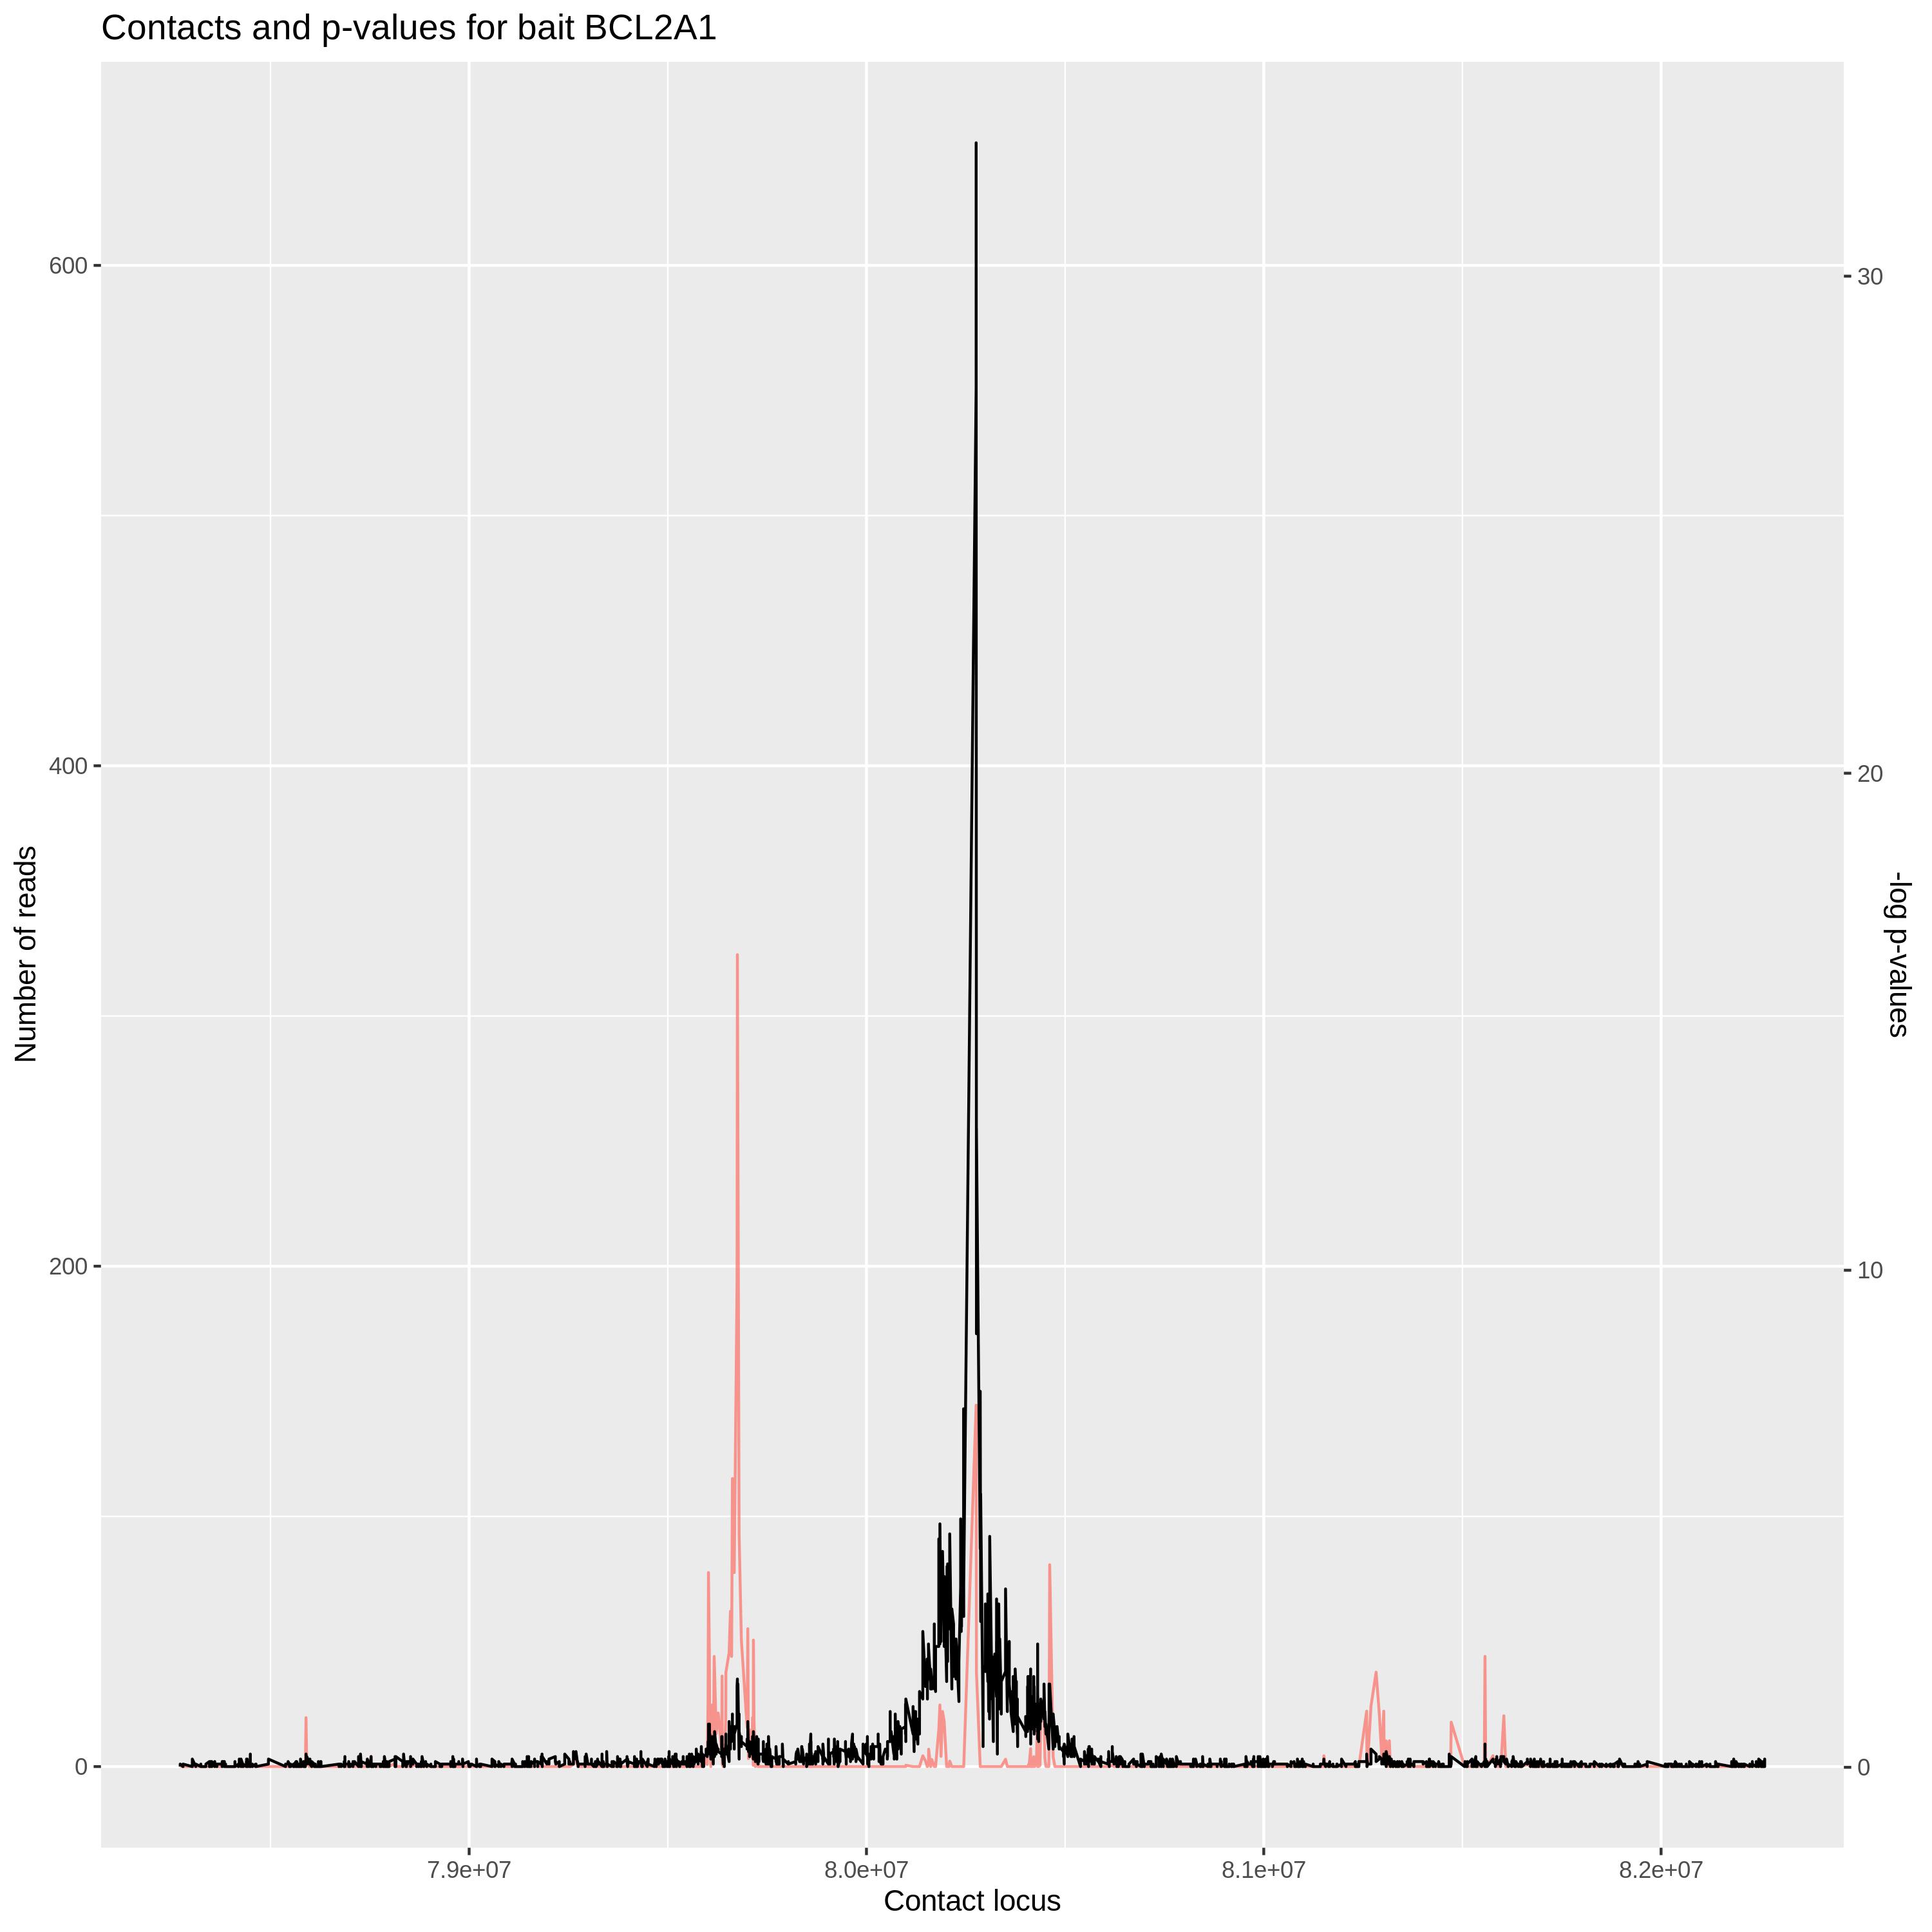 Contacts and p-values for bait BCL2A1
Number of reads
600
400
200
0
30
20
10
0
-log p-values
7.9e+07 8.0e+07 8.1e+07 8.2e+07
Contact locus